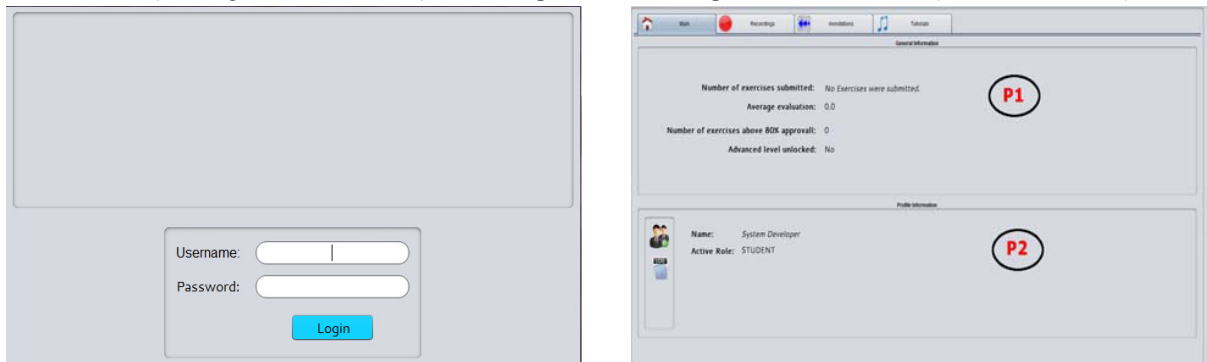 Username:
Password:
Login
Main Recordings Annotations Tutorials
General Information
Number of exercises submitted: No Exercises were submitted.
Average evaluation: 0.0
Number of exercises above 80% approvall: 0
Advanced level unlocked: No
P1
Profile Information
Name: System Developer
Active Role: STUDENT
P2